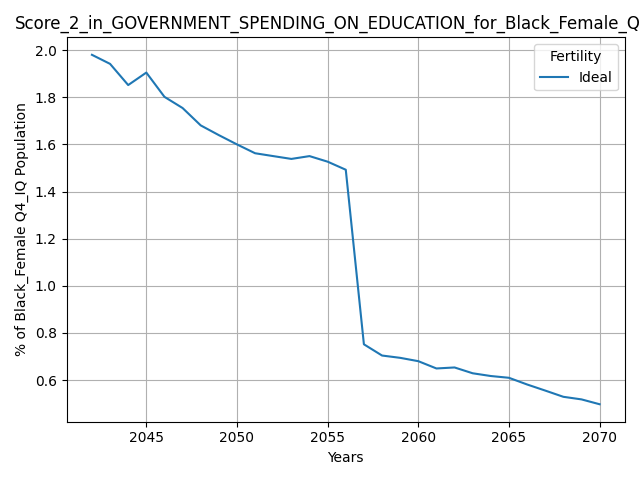 Score_2_in_GOVERNMENT_SPENDING_ON_EDUCATION_for_Black_Female_Q
Fertility
Ideal
% of Black_Female Q4_IQ Population
2.0
1.8
1.6
1.4
1.2
1.0
0.8
0.6
2045 2050 2055 2060 2065 2070
Years